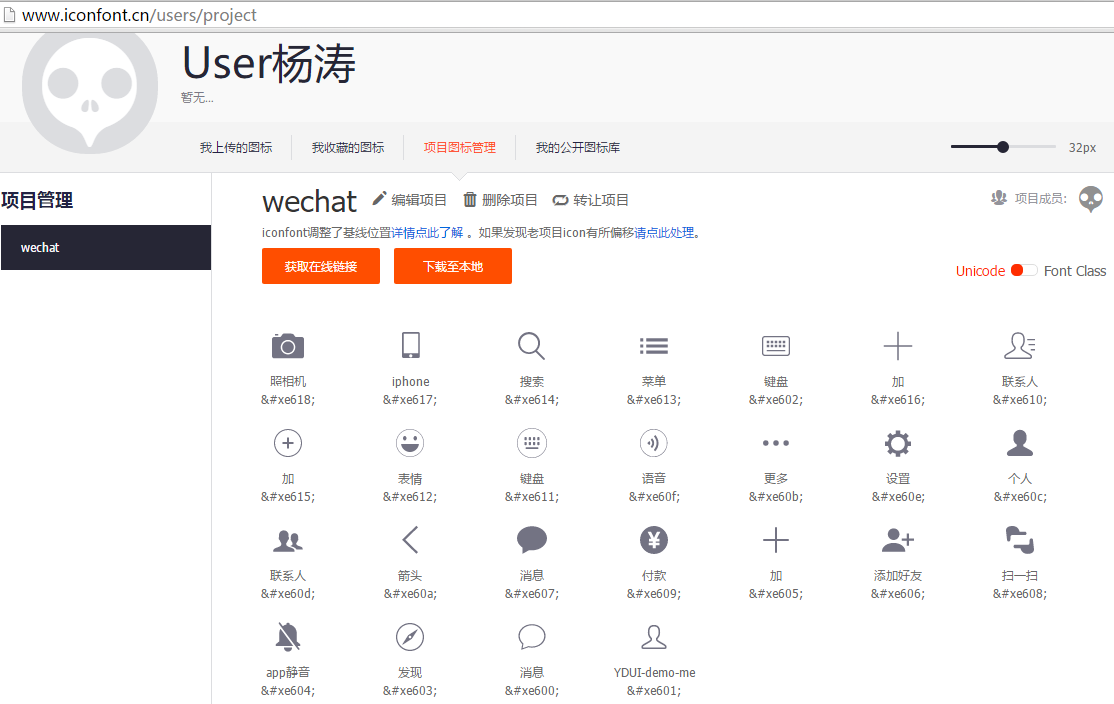 www.iconfont.cn/users/project
User杨涛
暂无...
我上传的图标 我收藏的图标 项目图标管理 我的公开图标库 32px
项目管理
wechat
wechat 编辑项目 删除项目 转让项目 项目成员:
iconfont调整了基线位置详情点此了解 。如果发现老项目icon有所偏移请点此处理。
获取在线链接 下载至本地
Unicode Font Class
照相机 iphone 搜索 菜单 键盘 加 联系人
&#xe618; &#xe617; &#xe614; &#xe613; &#xe602; &#xe616; &#xe610;
加 表情 键盘 语音 更多 设置 个人
&#xe615; &#xe612; &#xe611; &#xe60f; &#xe60b; &#xe60e; &#xe60c;
联系人 箭头 消息 付款 加 添加好友 扫一扫
&#xe60d; &#xe60a; &#xe607; &#xe609; &#xe605; &#xe606; &#xe608;
app静音 发现 消息 YDUI-demo-me
&#xe604; &#xe603; &#xe600; &#xe601;